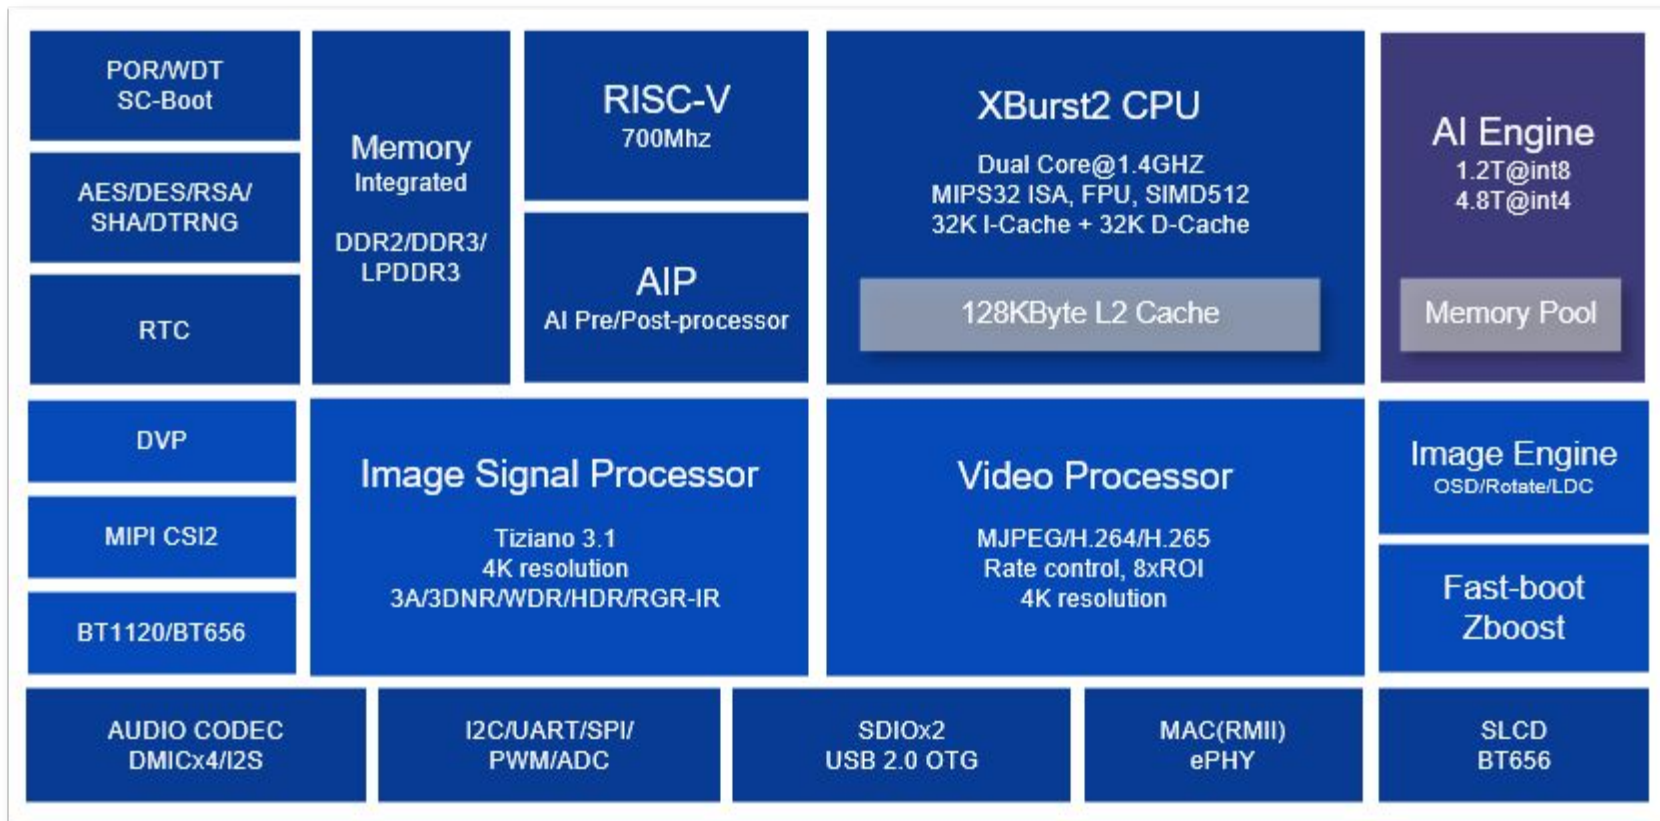 POR/WDT
SC-Boot
AES/DES/RSA/
SHA/DTRNG
RTC
Memory
Integrated
DDR2/DDR3/
LPDDR3
RISC-V
700Mhz
AIP
AI Pre/Post-processor
XBurst2 CPU
Dual Core@1.4GHZ
MIPS32 ISA, FPU, SIMD512
32K I-Cache + 32K D-Cache
128KByte L2 Cache
AI Engine
1.2T@int8
4.8T@int4
Memory Pool
DVP
MIPI CSI2
BT1120/BT656
Image Signal Processor
Tiziano 3.1
4K resolution
3A/3DNR/WDR/HDR/RGR-IR
Video Processor
MJPEG/H.264/H.265
Rate control, 8xROI
4K resolution
Image Engine
OSD/Rotate/LDC
Fast-boot
Zboost
AUDIO CODEC
DMICx4/I2S
I2C/UART/SPI/
PWM/ADC
SDIOx2
USB 2.0 OTG
MAC(RMII)
ePHY
SLCD
BT656